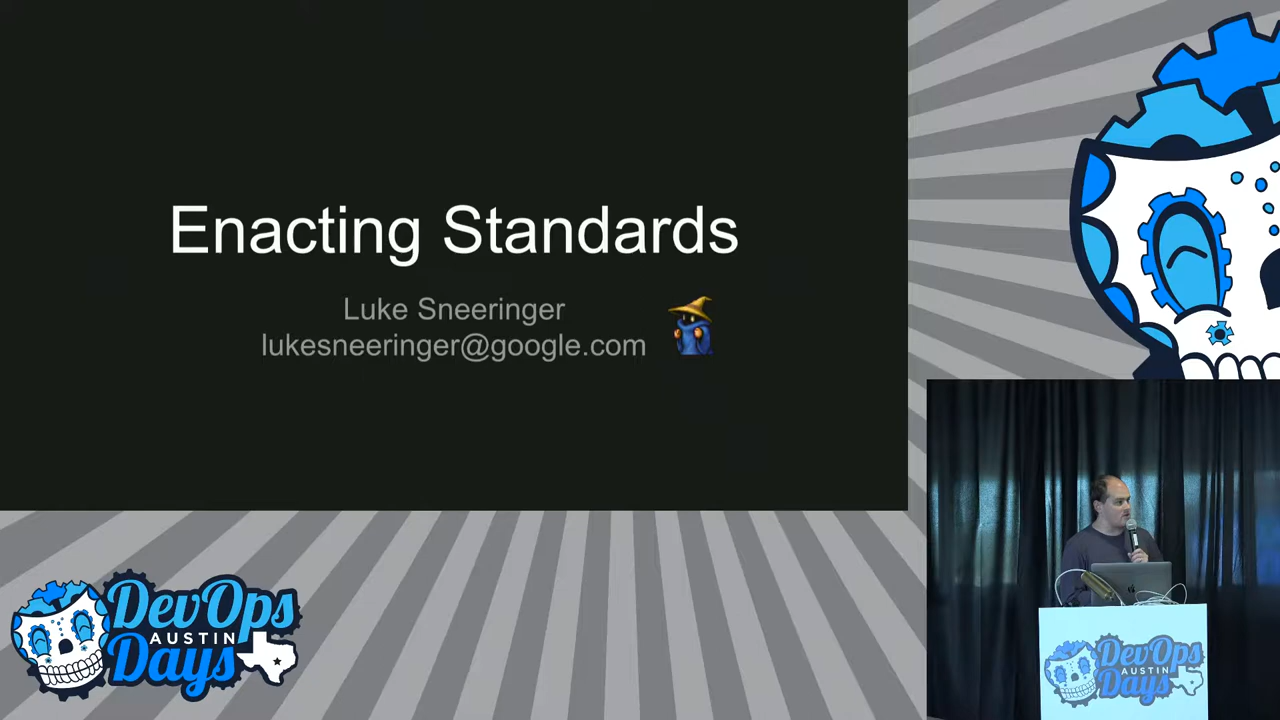 Enacting Standards
Luke Sneeringer
lukesneeringer@google.com
DevOps
AUSTIN
Days
DevOps
AUSTIN
Days